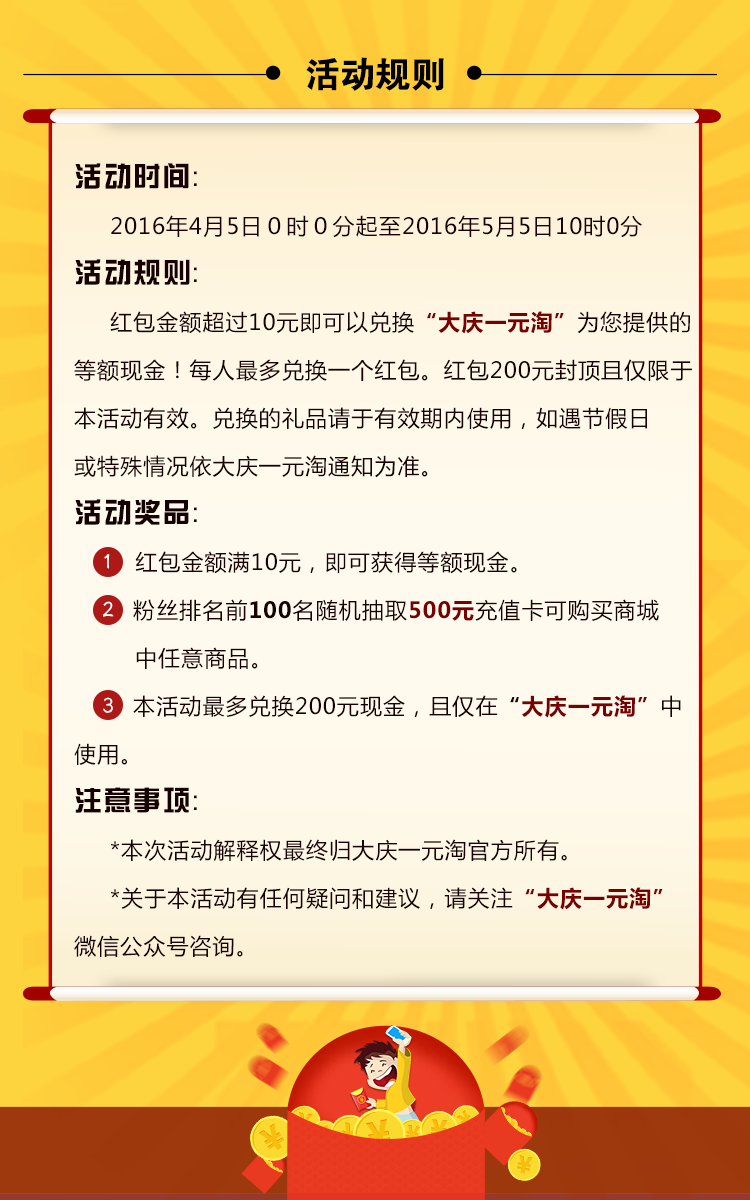 活动规则
活动时间:
2016年4月5日０时０分起至2016年5月5日10时0分
活动规则:
红包金额超过10元即可以兑换“大庆一元淘”为您提供的
等额现金！每人最多兑换一个红包。红包200元封顶且仅限于
本活动有效。兑换的礼品请于有效期内使用，如遇节假日
或特殊情况依大庆一元淘通知为准。
活动奖品:
1 红包金额满10元，即可获得等额现金。
2 粉丝排名前100名随机抽取500元充值卡可购买商城
中任意商品。
3 本活动最多兑换200元现金，且仅在“大庆一元淘”中
使用。
注意事项:
*本次活动解释权最终归大庆一元淘官方所有。
*关于本活动有任何疑问和建议，请关注“大庆一元淘”
微信公众号咨询。